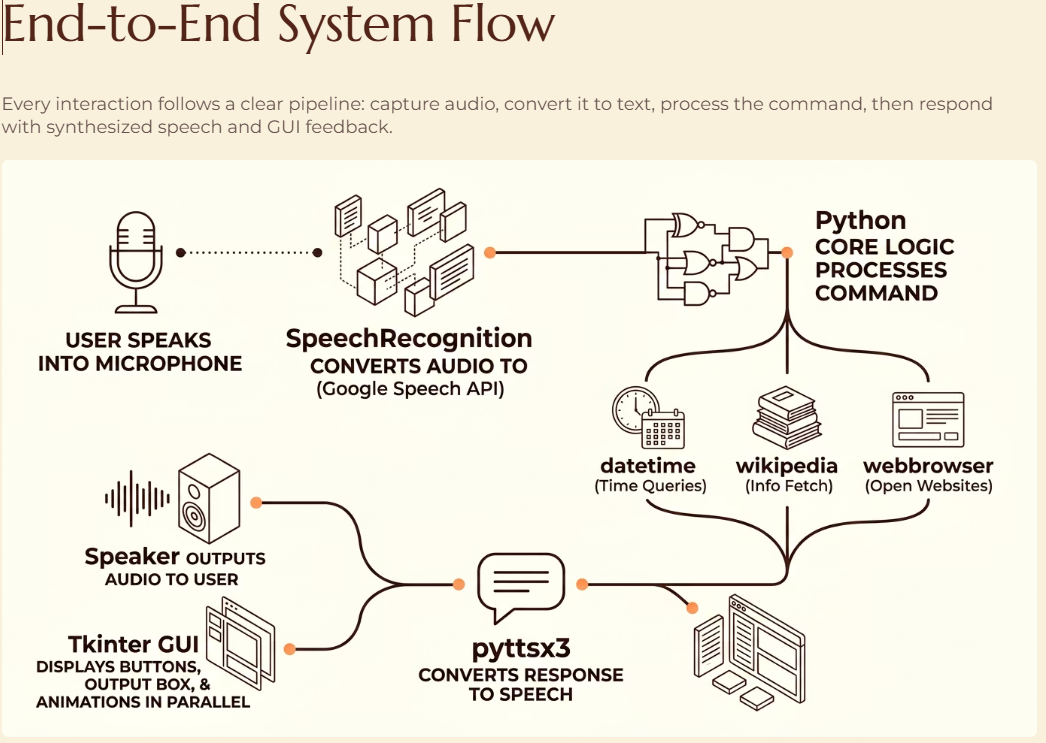 End-to-End System Flow
Every interaction follows a clear pipeline: capture audio, convert it to text, process the command, then respond
with synthesized speech and GUI feedback.
USER SPEAKS
INTO MICROPHONE
SpeechRecognition
CONVERTS AUDIO TO
(Google Speech API)
Python
CORE LOGIC
PROCESSES
COMMAND
datetime
(Time Queries)
wikipedia
(Info Fetch)
webbrowser
(Open Websites)
Speaker OUTPUTS
AUDIO TO USER
Tkinter GUI
DISPLAYS BUTTONS,
OUTPUT BOX, &
ANIMATIONS IN PARALLEL
pyttsx3
CONVERTS RESPONSE
TO SPEECH